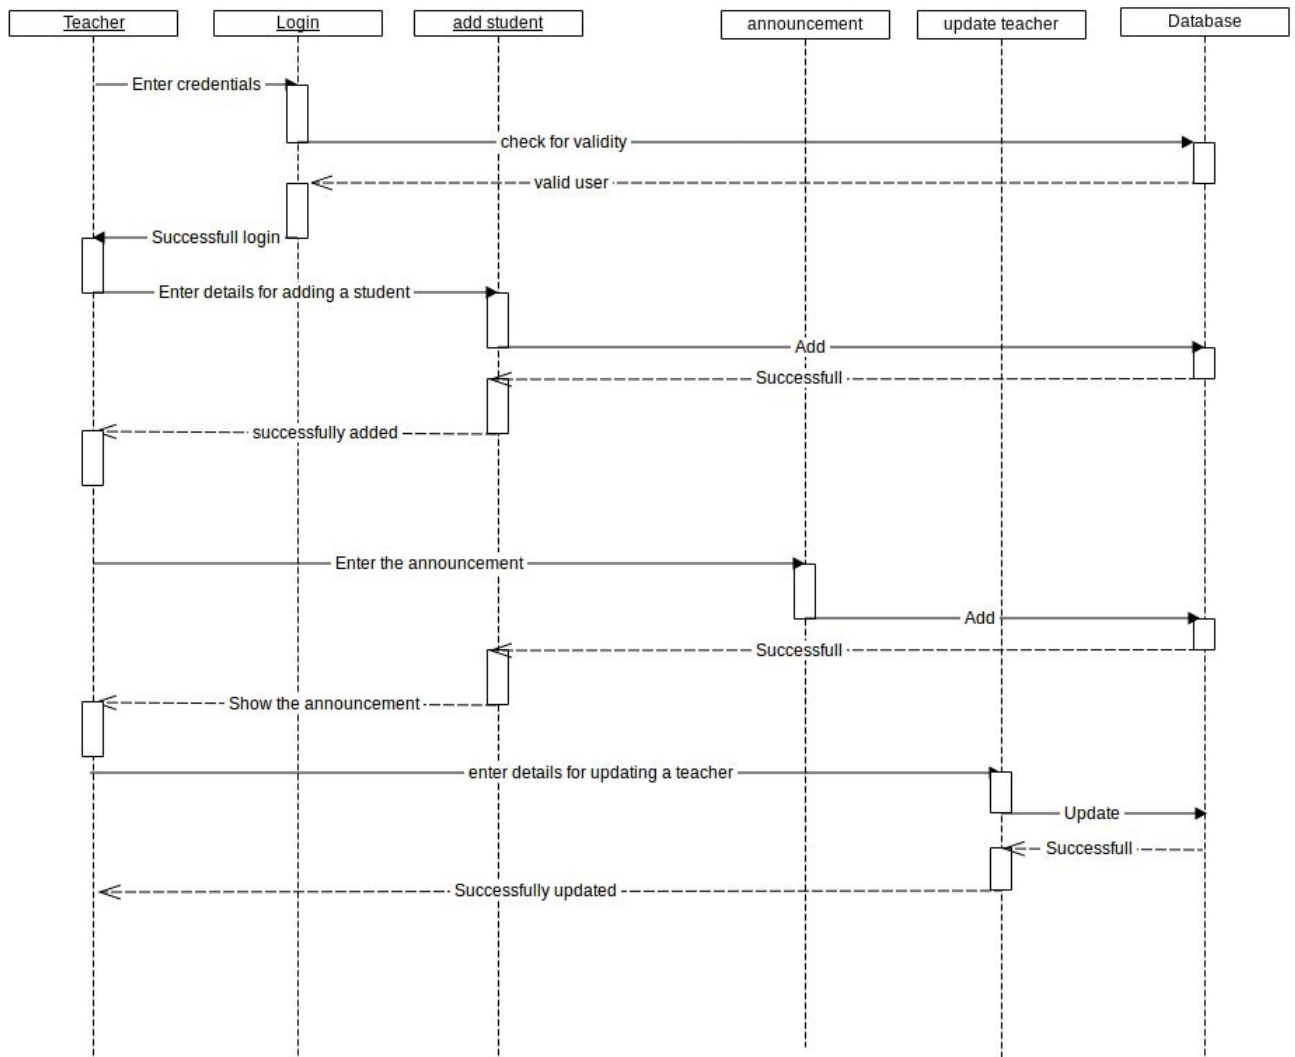 Teacher
Login
add student
announcement
update teacher
Database
Enter credentials
check for validity
valid user
Successfull login
Enter details for adding a student
Add
Successfull
successfully added
Enter the announcement
Add
Successfull
Show the announcement
enter details for updating a teacher
Update
Successfull
Successfully updated